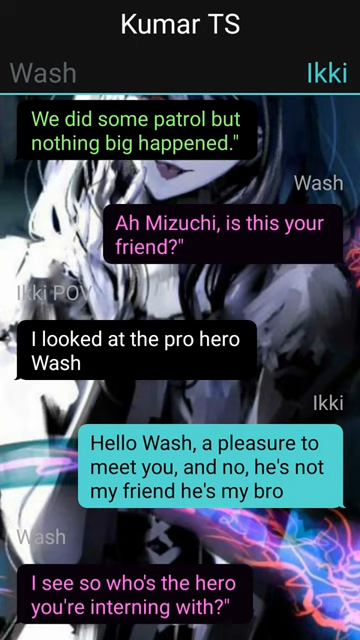 Kumar TS
Wash
Ikki
We did some patrol but
nothing big happened."
Wash
Ah Mizuchi, is this your
friend?"
Ikki POV
I looked at the pro hero
Wash
Ikki
Hello Wash, a pleasure to
meet you, and no, he's not
my friend he's my bro
Wash
I see so who's the hero
you're interning with?"